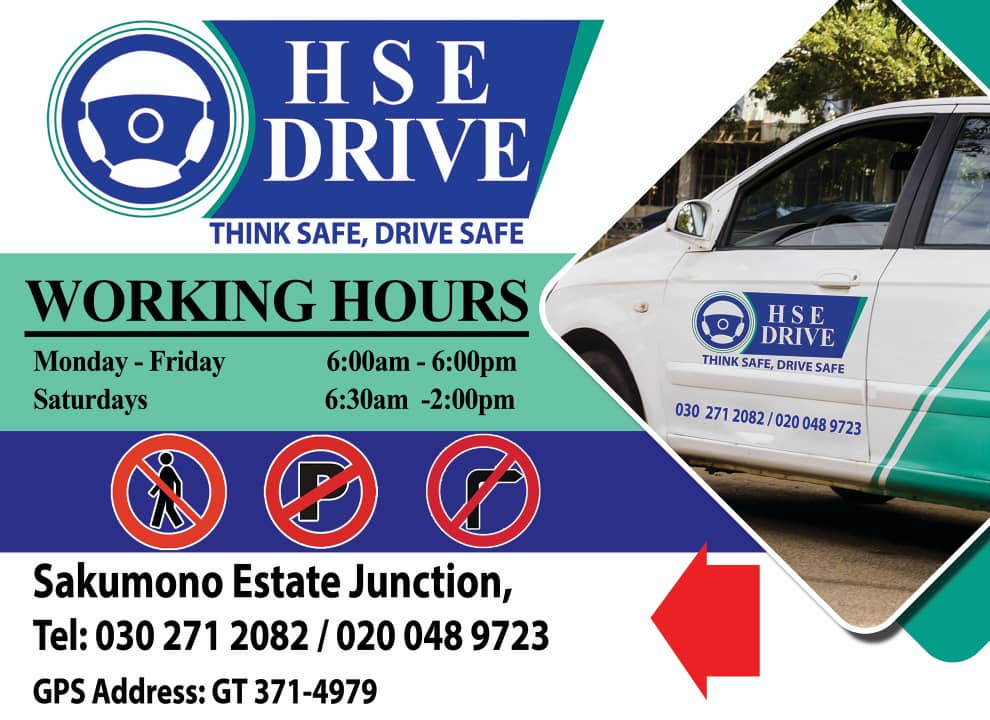 HSE
DRIVE
THINK SAFE, DRIVE SAFE
WORKING HOURS
Monday - Friday 6:00am - 6:00pm
Saturdays 6:30am -2:00pm
P
Sakumono Estate Junction,
Tel: 030 271 2082 / 020 048 9723
GPS Address: GT 371-4979
HSE
DRIVE
THINK SAFE, DRIVE SAFE
030 271 2082 / 020 048 9723